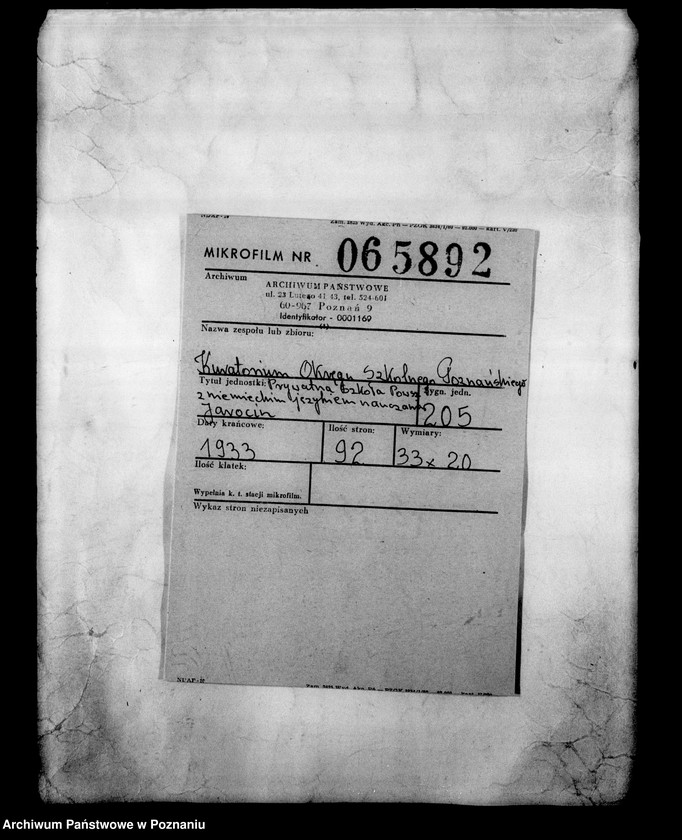 MIKROFILM NR. 065892
Archiwum
ARCHIWUM PAŃSTWOWE
ul. 23 Lutego 41/43, tel. 524-601
60-967 Poznań 9
Identyfikator - 0001169
Nazwa zespołu lub zbioru:
Kuratorium Okręgu Szkolnego Poznańskiego
Tytuł jednostki: Prywatna Szkoła Powsz.
z niemieckim językiem nauczania
Jarocin
Sygn. jedn.
205
Daty krańcowe:
1933
Ilość stron:
92
Wymiary:
33 x 20
Ilość klatek:
Wypełnia k. t. stacji mikrofilm.
Wykaz stron niezapisanych
Archiwum Państwowe w Poznaniu